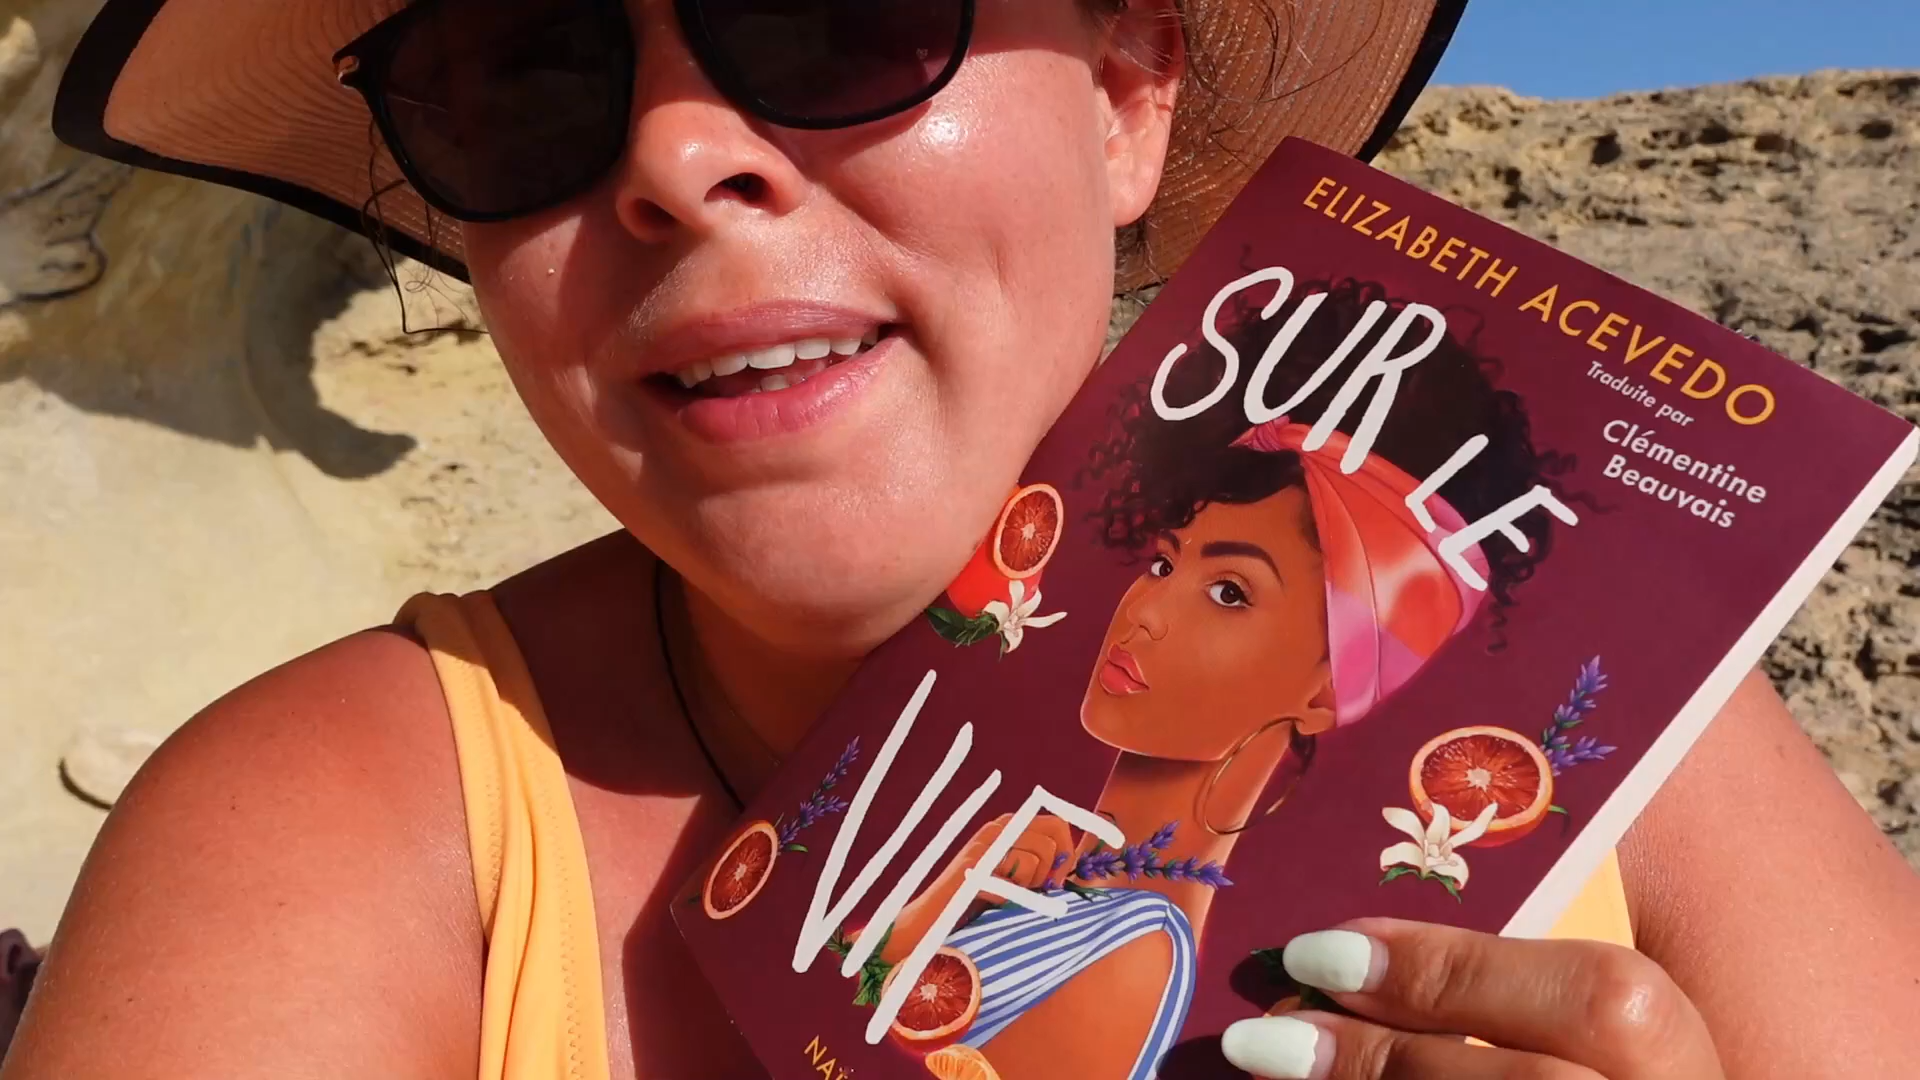 ELIZABETH ACEVEDO
SUR LE
VIF
Traduite par
Clémentine
Beauvais